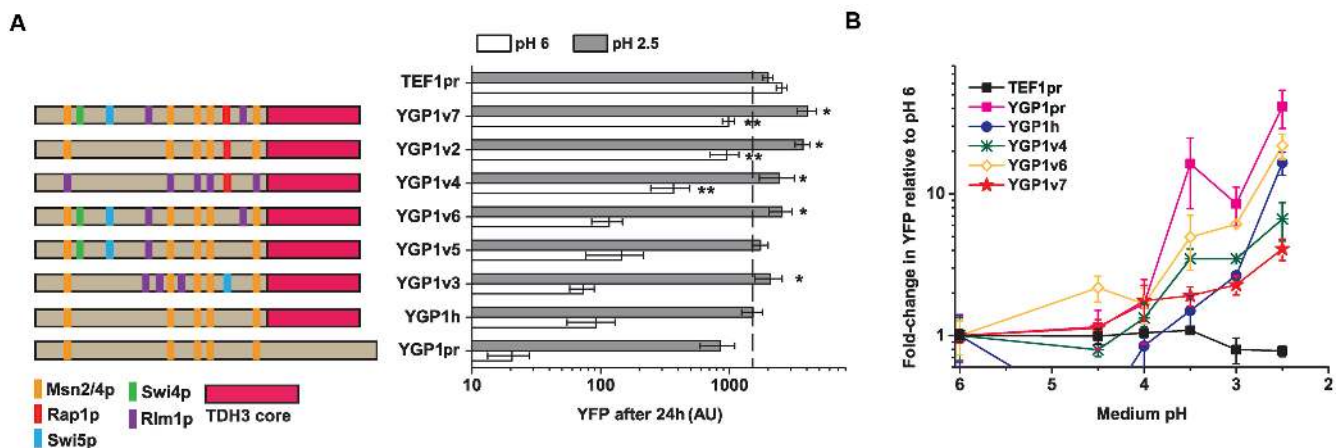 A
pH 6
pH 2.5
TEF1pr
YGP1v7
*
**
YGP1v2
*
**
YGP1v4
*
**
YGP1v6
*
YGP1v5
YGP1v3
*
YGP1h
YGP1pr
10
100
1000
YFP after 24h (AU)
Msn2/4p
Swi4p
Rap1p
Rlm1p
TDH3 core
Swi5p
B
TEF1pr
YGP1pr
YGP1h
YGP1v4
YGP1v6
YGP1v7
Fold-change in YFP relative to pH 6
10
1
6
5
4
3
2
Medium pH